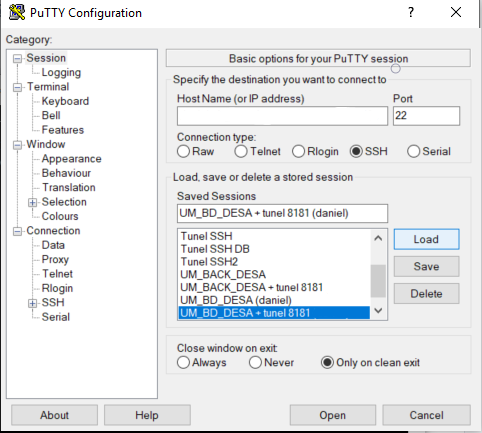 PuTTY Configuration
?
Category:
Session
Logging
Terminal
Keyboard
Bell
Features
Window
Appearance
Behaviour
Translation
Selection
Colours
Connection
Data
Proxy
Telnet
Rlogin
SSH
Serial
Basic options for your PuTTY session
Specify the destination you want to connect to
Host Name (or IP address) Port
22
Connection type:
Raw Telnet Rlogin SSH Serial
Load, save or delete a stored session
Saved Sessions
UM_BD_DESA + tunel 8181 (daniel)
Tunel SSH
Tunel SSH DB
Tunel SSH2
UM_BACK_DESA
UM_BACK_DESA + tunel 8181
UM_BD_DESA (daniel)
UM_BD_DESA + tunel 8181
Load
Save
Delete
Close window on exit:
Always Never Only on clean exit
About Help Open Cancel